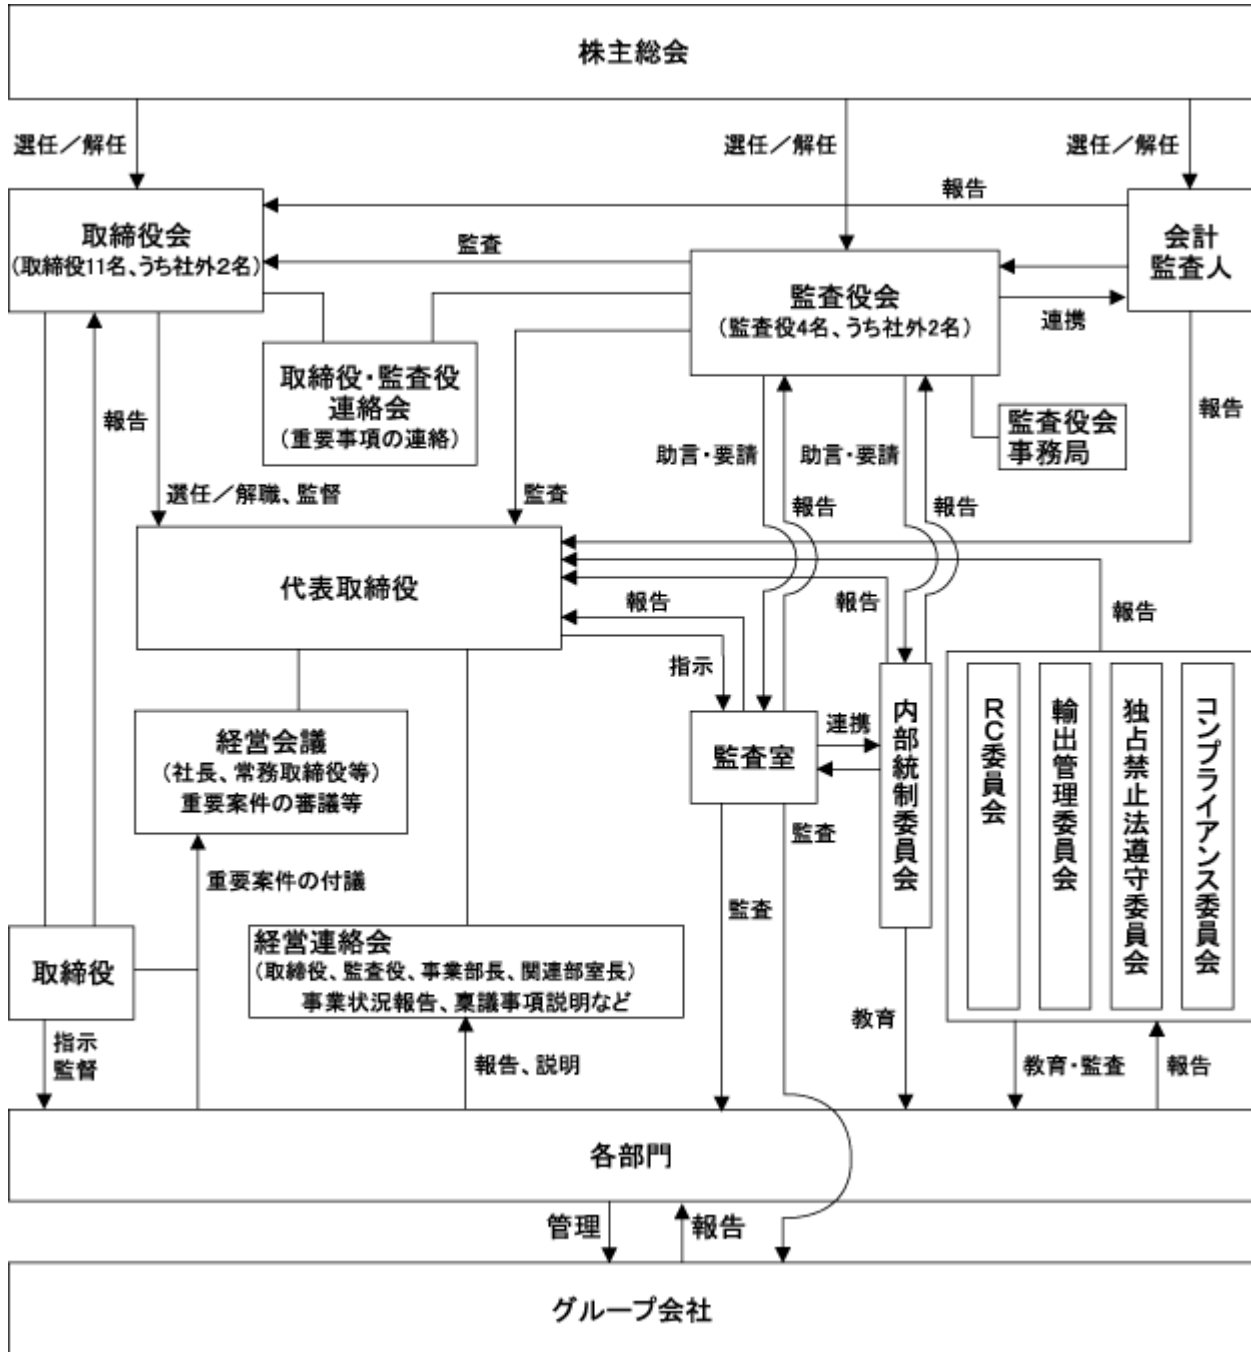 株主総会
選任／解任
選任／解任
選任／解任
報告
取締役会
（取締役11名、うち社外２名）
監査
会計
監査人
監査役会
（監査役4名、うち社外2名）
連携
取締役・監査役
連絡会
（重要事項の連絡）
報告
監査役会
事務局
報告
助言・要請
助言・要請
選任／解職、監督
監査
報告
報告
代表取締役
報告
報告
報告
指示
経営会議
（社長、常務取締役等）
重要案件の審議等
監査室
連携
内部統制委員会
ＲＣ委員会
輸出管理委員会
独占禁止法遵守委員会
コンプライアンス委員会
監査
重要案件の付議
監査
取締役
経営連絡会
（取締役、監査役、事業部長、関連部室長）
事業状況報告、稟議事項説明など
教育
指示
監督
報告、説明
教育・監査
報告
各部門
管理
報告
グループ会社